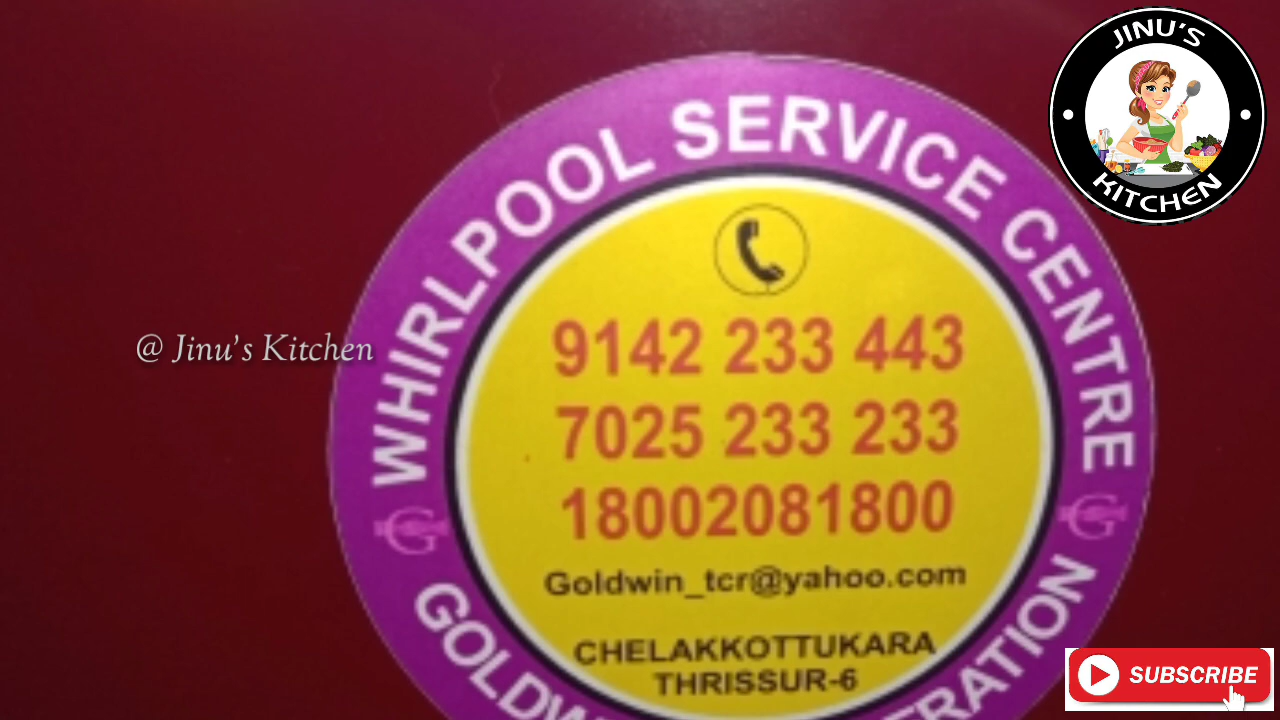 JINU'S
KITCHEN
WHIRLPOOL SERVICE CENTRE
9142 233 443
7025 233 233
18002081800
Goldwin_tcr@yahoo.com
CHELAKKOTTUKARA
THRISSUR-6
@ Jinu's Kitchen
SUBSCRIBE